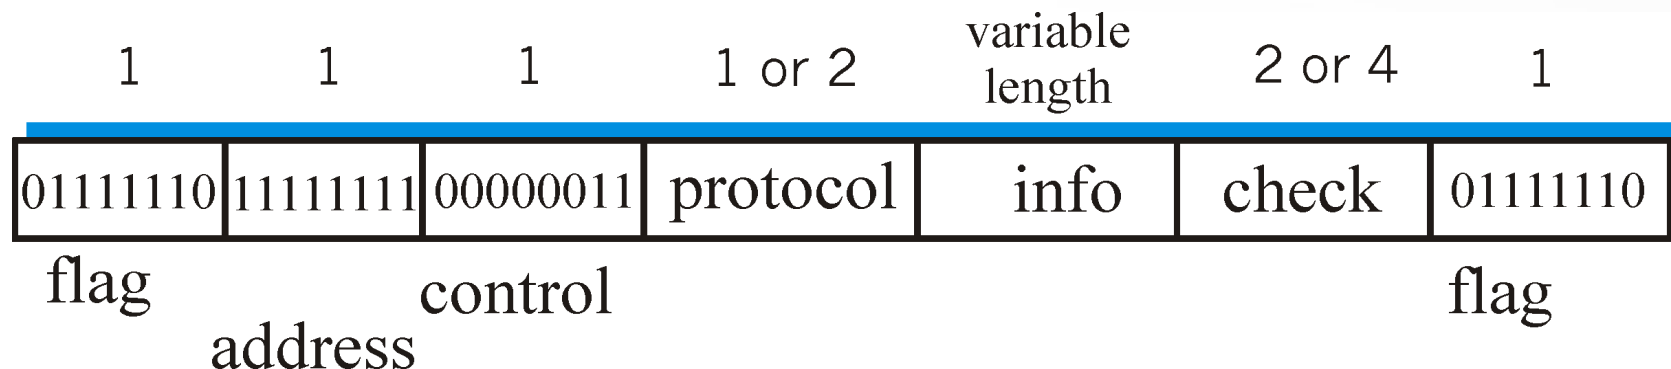 1 1 1 1 or 2 variable length 2 or 4 1
01111110 11111111 00000011 protocol info check 01111110
flag address control flag